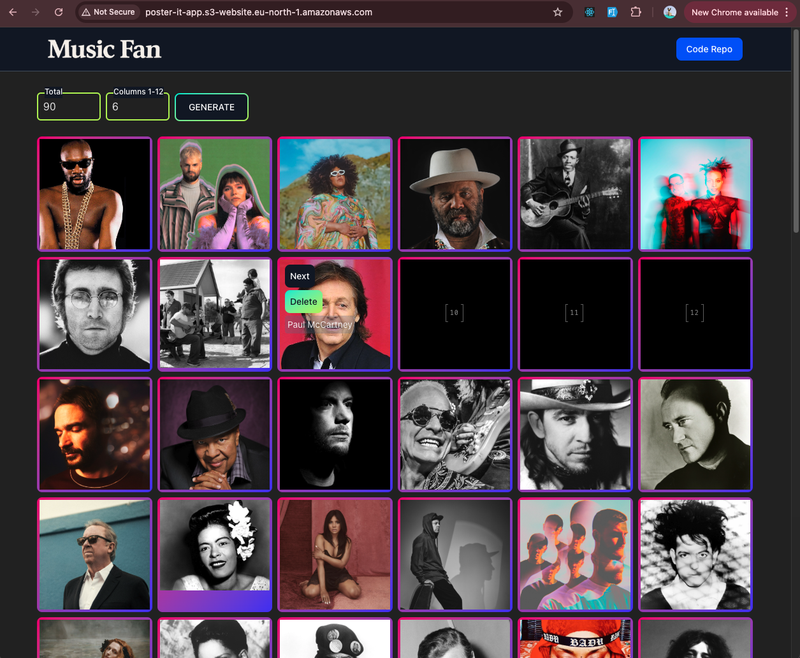 Not Secure poster-it-app.s3-website.eu-north-1.amazonaws.com New Chrome available
Music Fan Code Repo
Total Columns 1-12
90 6 GENERATE
Next
Delete
Paul McCartney
[10] [11] [12]
BADU